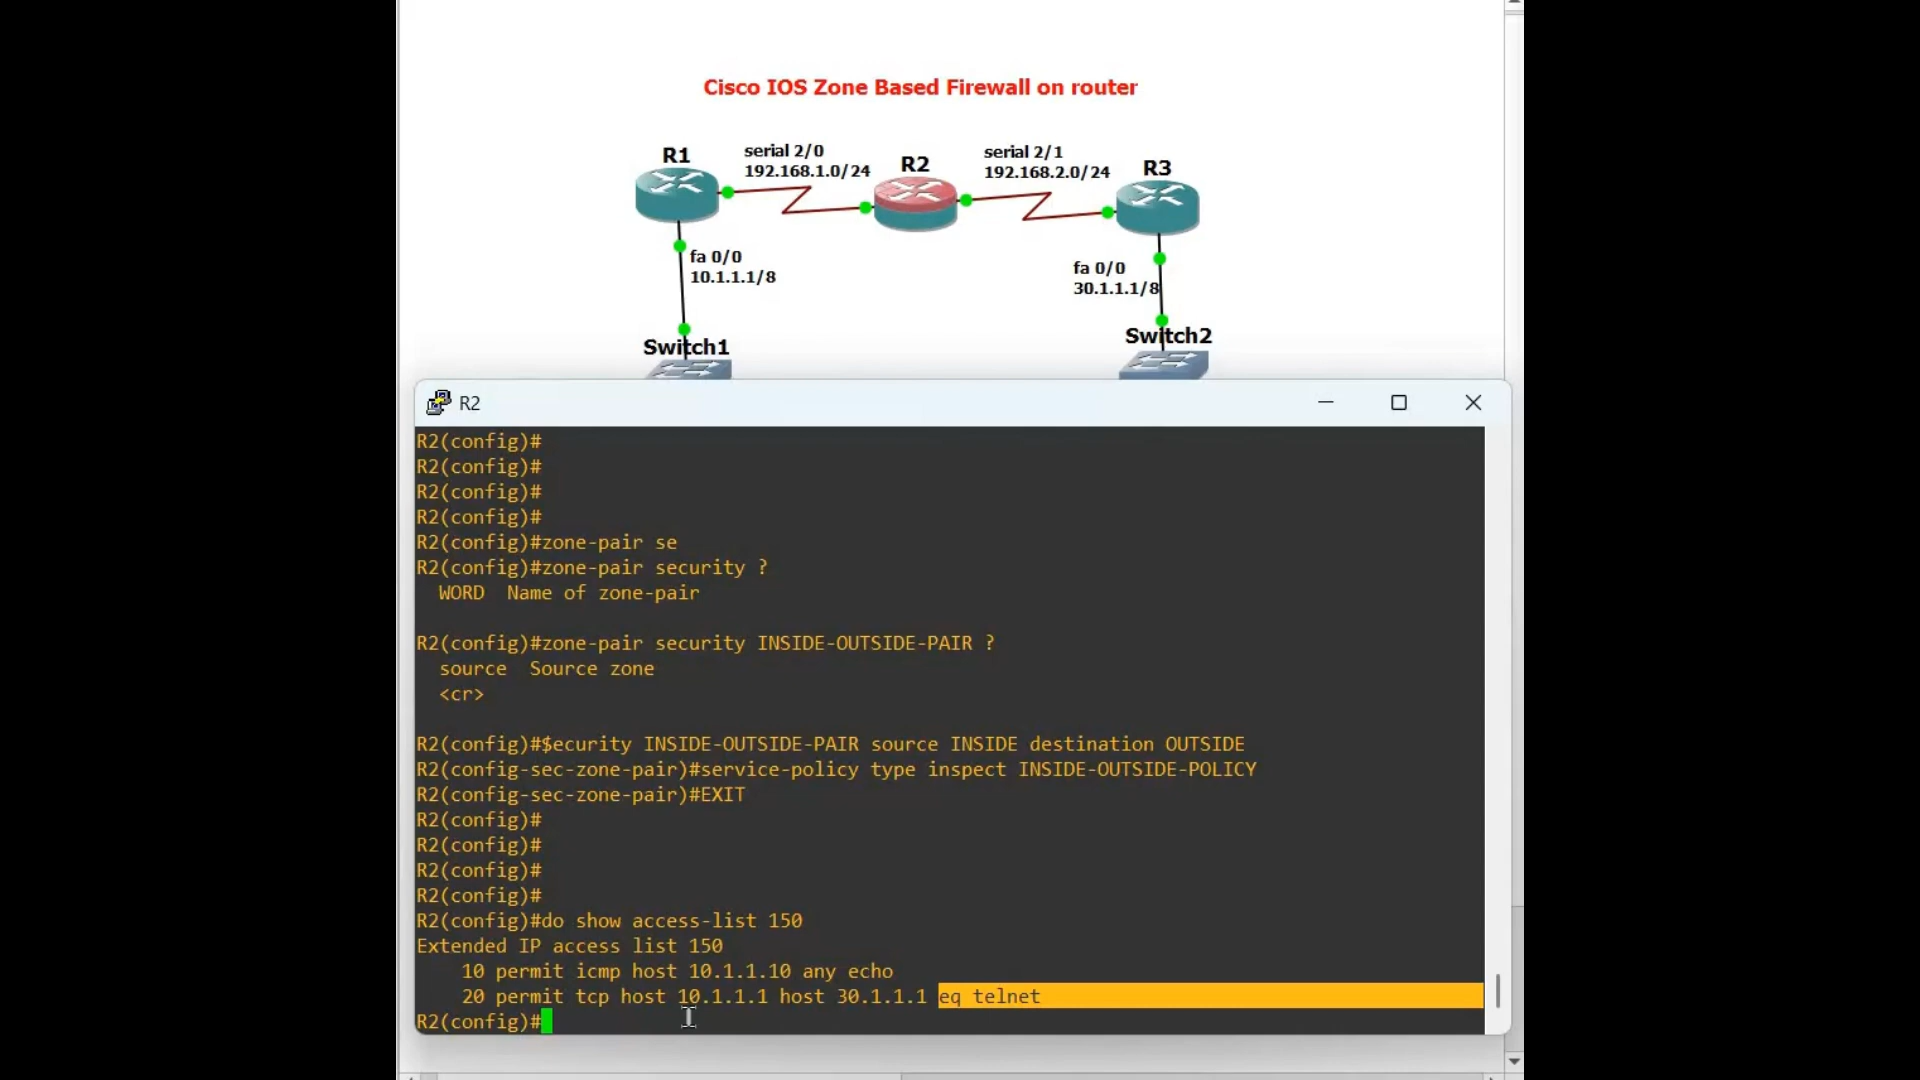 Cisco IOS Zone Based Firewall on router
R1
serial 2/0
192.168.1.0/24
R2
serial 2/1
192.168.2.0/24
R3
fa 0/0
10.1.1.1/8
fa 0/0
30.1.1.1/8
Switch1
Switch2
R2
R2(config)#
R2(config)#
R2(config)#
R2(config)#
R2(config)#zone-pair se
R2(config)#zone-pair security ?
  WORD  Name of zone-pair
R2(config)#zone-pair security INSIDE-OUTSIDE-PAIR ?
  source  Source zone
  <cr>
R2(config)#$ecurity INSIDE-OUTSIDE-PAIR source INSIDE destination OUTSIDE
R2(config-sec-zone-pair)#service-policy type inspect INSIDE-OUTSIDE-POLICY
R2(config-sec-zone-pair)#EXIT
R2(config)#
R2(config)#
R2(config)#
R2(config)#
R2(config)#do show access-list 150
Extended IP access list 150
    10 permit icmp host 10.1.1.10 any echo
    20 permit tcp host 10.1.1.1 host 30.1.1.1 eq telnet
R2(config)#